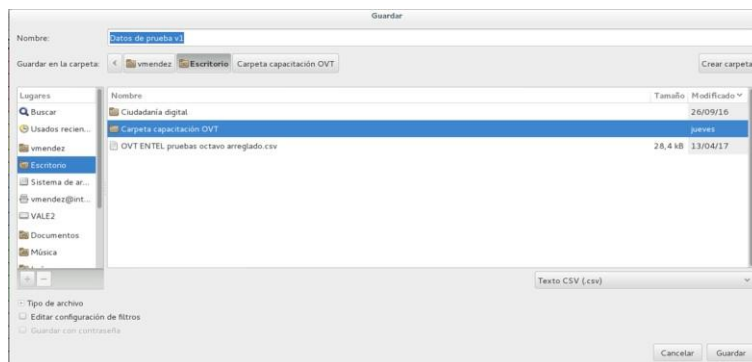 Guardar
Nombre: Datos de prueba v1
Guardar en la carpeta: < vmendez Escritorio Carpeta capacitación OVT Crear carpeta
Lugares Nombre Tamaño Modificado
Buscar Ciudadanía digital 26/09/16
Usados recien... Carpeta capacitación OVT jueves
vmendez OVT ENTEL pruebas octavo arreglado.csv 28,4 kB 13/04/17
Escritorio
Sistema de ar...
vmendez@int...
VALE2
Documentos
Música
+ −
Texto CSV (.csv)
Tipo de archivo
Editar configuración de filtros
Guardar con contraseña
Cancelar Guardar